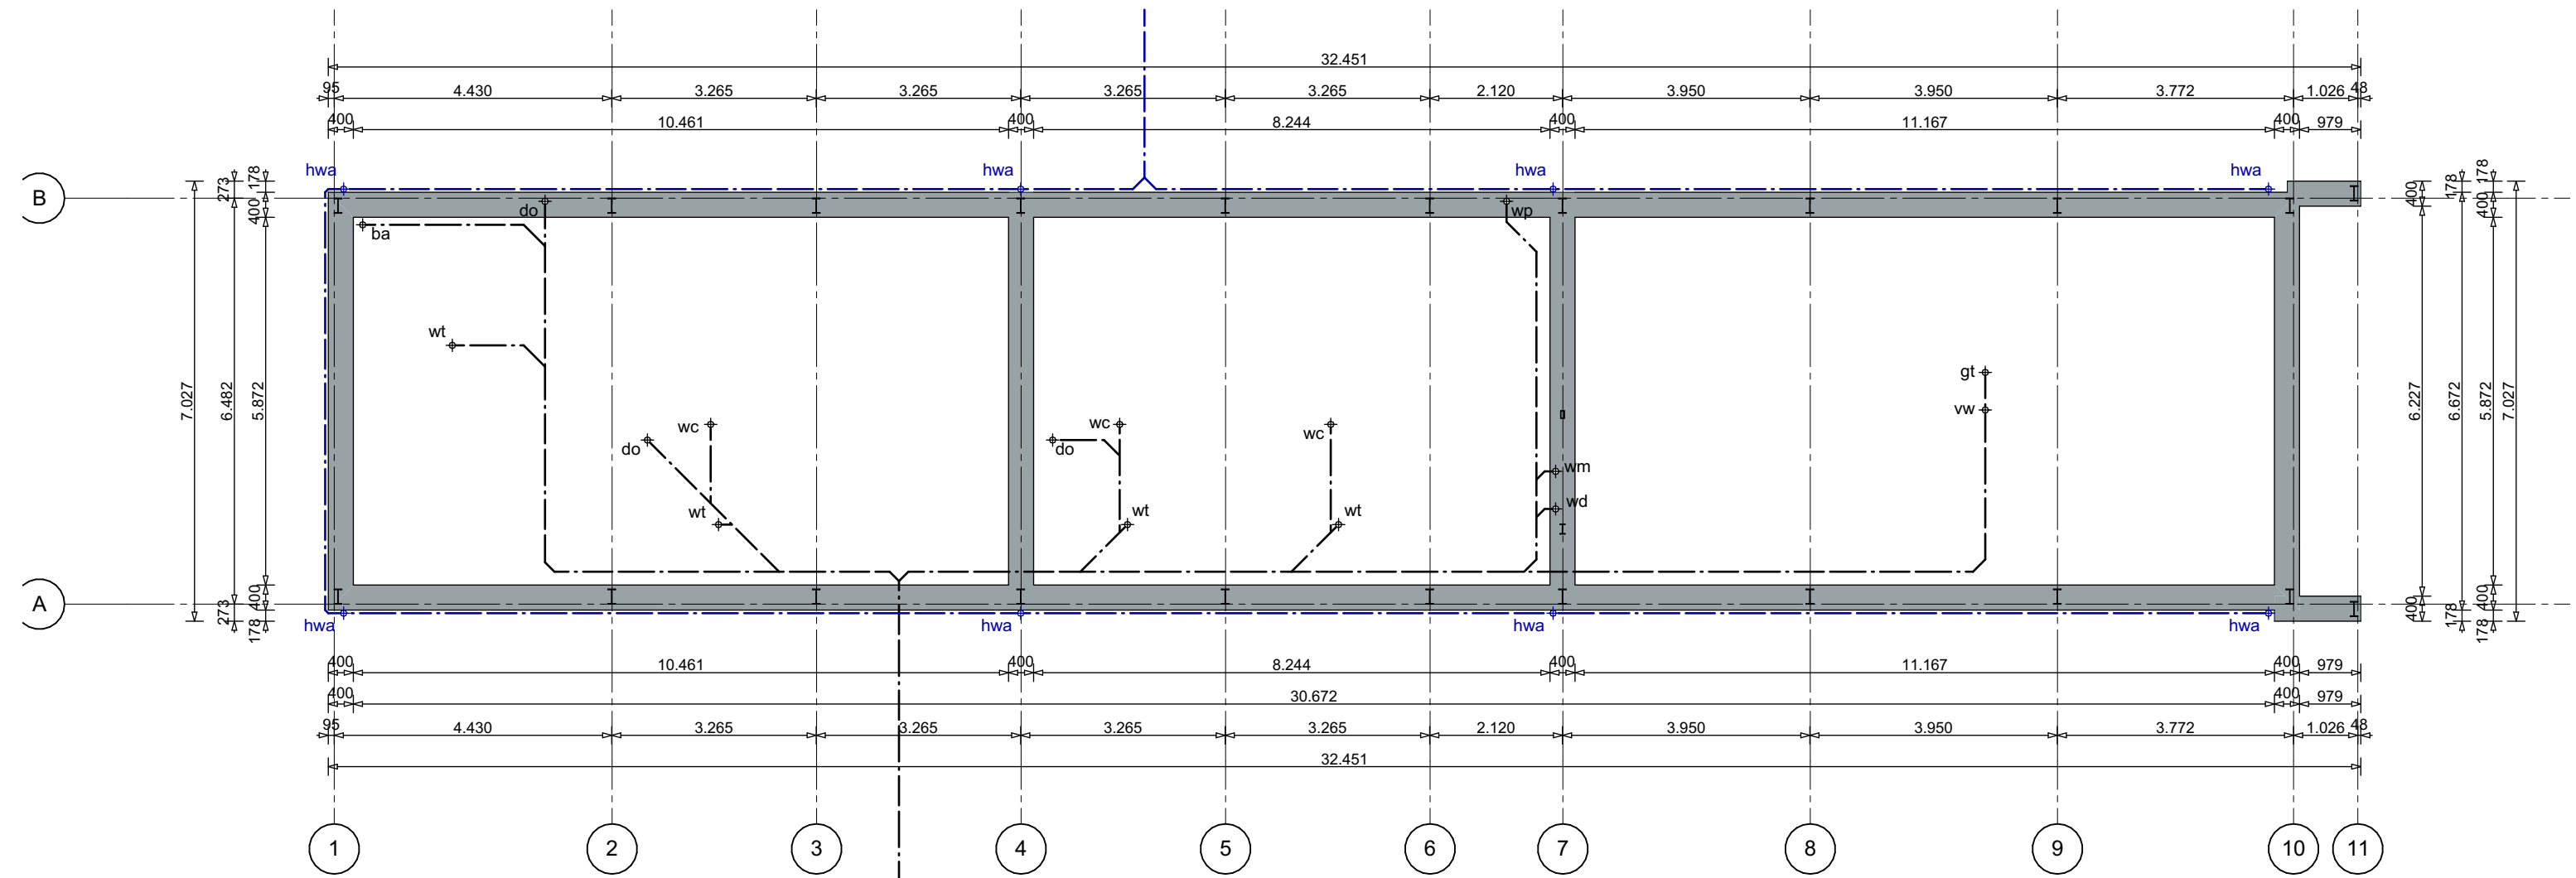 32.451
95 4.430 3.265 3.265 3.265 3.265 2.120 3.950 3.950 3.772 1.026 48
400 10.461 400 8.244 400 11.167 400 979
hwa hwa hwa hwa
B
273 178 400
178 400 178 400
do wp
ba
wt
7.027 6.482 5.872
6.227 6.672 5.872 7.027
gt
vw
wc wc wc
do do
wm
wd
wt wt wt
A
273 400 178
400 178 400 178
hwa hwa hwa hwa
400 10.461 400 8.244 400 11.167 400 979
400 30.672 400 979
95 4.430 3.265 3.265 3.265 3.265 2.120 3.950 3.950 3.772 1.026 48
32.451
1 2 3 4 5 6 7 8 9 10 11